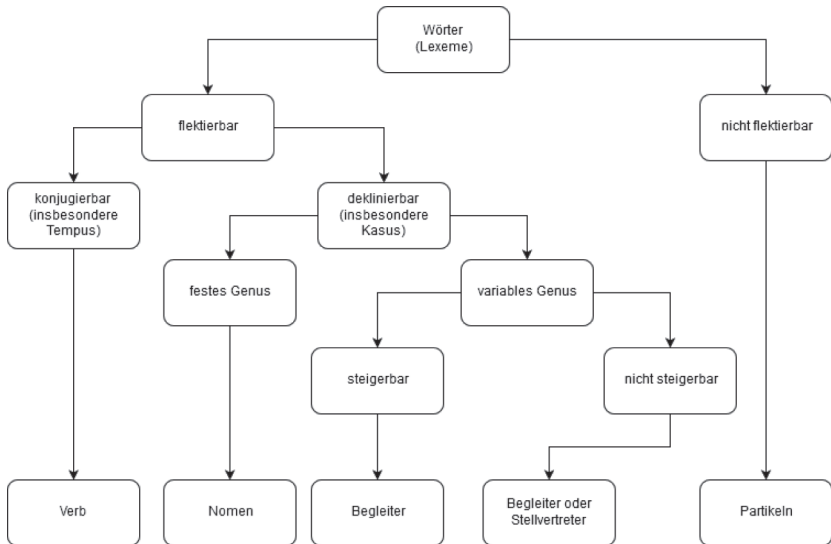 Wörter
(Lexeme)
flektierbar
nicht flektierbar
konjugierbar
(insbesondere
Tempus)
deklinierbar
(insbesondere
Kasus)
festes Genus
variables Genus
steigerbar
nicht steigerbar
Verb
Nomen
Begleiter
Begleiter oder
Stellvertreter
Partikeln